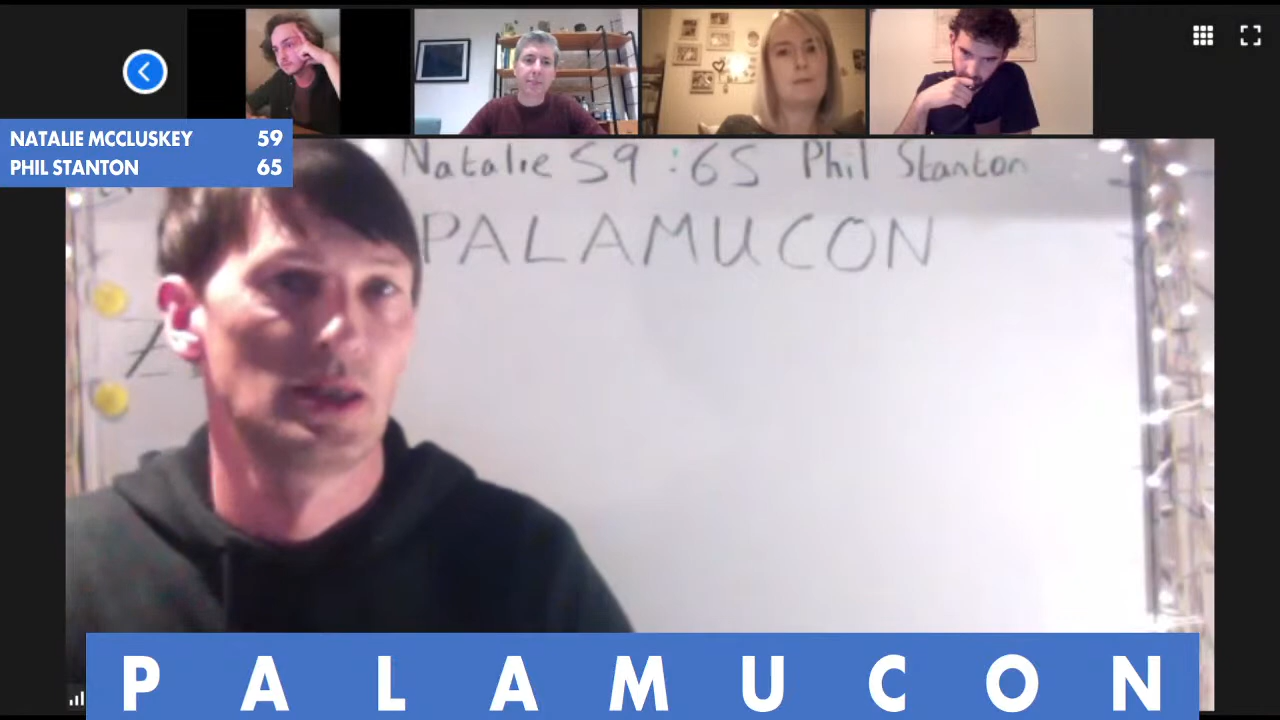 NATALIE MCCLUSKEY 59
PHIL STANTON 65
Natalie 59 : 65 Phil Stanton
PALAMUCON
P A L A M U C O N